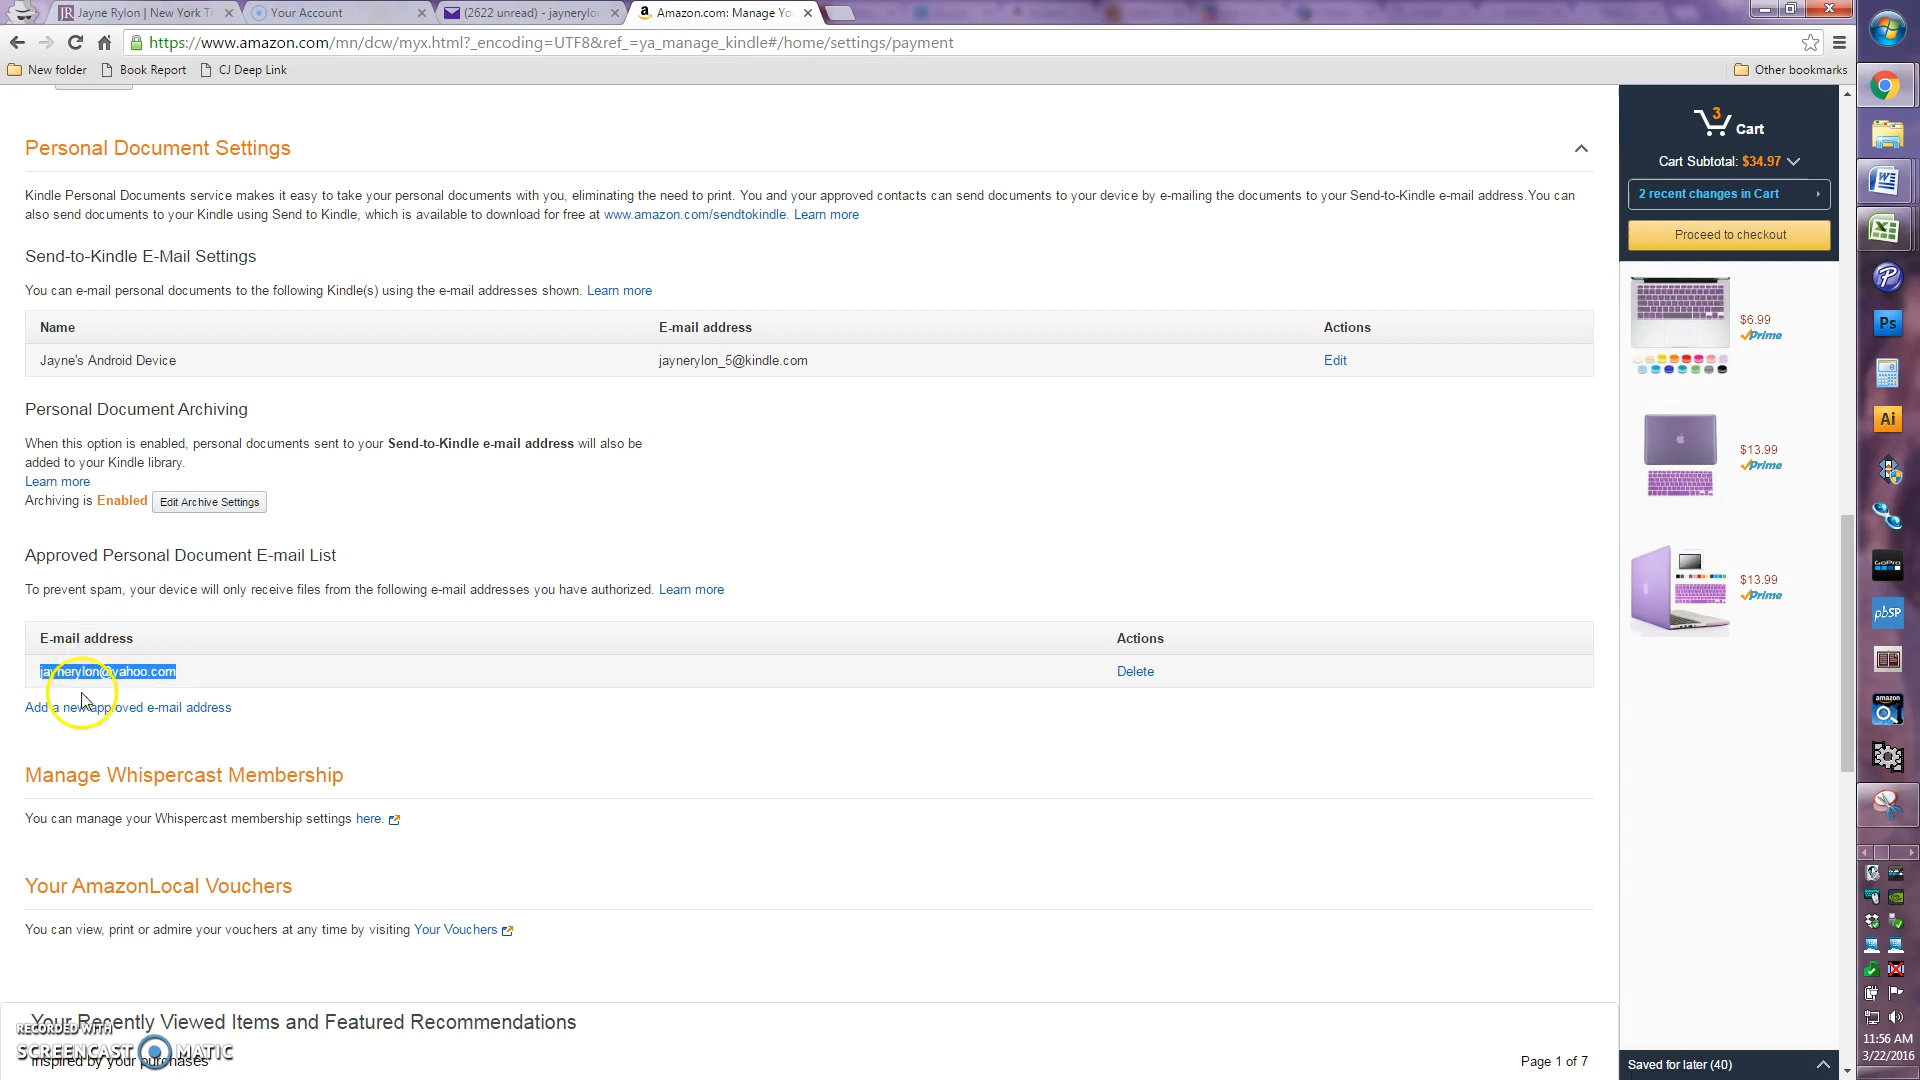 Jayne Rylon | New York Ti
Your Account
(2622 unread) - jaynerylon
Amazon.com: Manage Yo
https://www.amazon.com/mn/dcw/myx.html?_encoding=UTF8&ref_=ya_manage_kindle#/home/settings/payment
New folder
Book Report
CJ Deep Link
Other bookmarks
Personal Document Settings
Kindle Personal Documents service makes it easy to take your personal documents with you, eliminating the need to print. You and your approved contacts can send documents to your device by e-mailing the documents to your Send-to-Kindle e-mail address.You can
also send documents to your Kindle using Send to Kindle, which is available to download for free at www.amazon.com/sendtokindle. Learn more
Send-to-Kindle E-Mail Settings
You can e-mail personal documents to the following Kindle(s) using the e-mail addresses shown. Learn more
Name E-mail address Actions
Jayne's Android Device jaynerylon_5@kindle.com Edit
Personal Document Archiving
When this option is enabled, personal documents sent to your Send-to-Kindle e-mail address will also be
added to your Kindle library.
Learn more
Archiving is Enabled Edit Archive Settings
Approved Personal Document E-mail List
To prevent spam, your device will only receive files from the following e-mail addresses you have authorized. Learn more
E-mail address Actions
jaynerylon@yahoo.com Delete
Add a new approved e-mail address
Manage Whispercast Membership
You can manage your Whispercast membership settings here.
Your AmazonLocal Vouchers
You can view, print or admire your vouchers at any time by visiting Your Vouchers
Your Recently Viewed Items and Featured Recommendations
Inspired by your purchases
Page 1 of 7
RECORDED WITH
SCREENCAST MATIC
3
Cart
Cart Subtotal: $34.97
2 recent changes in Cart
Proceed to checkout
$6.99
Prime
$13.99
Prime
$13.99
Prime
Saved for later (40)
Ps
Ai
GoPro
pbSP
amazon
11:56 AM
3/22/2016